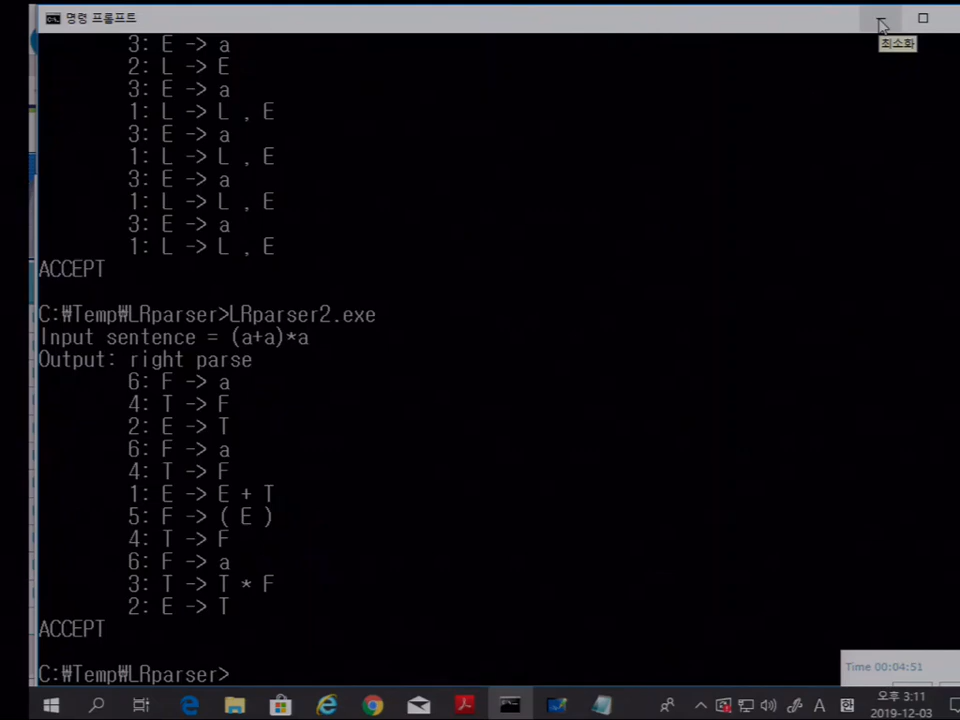 명령 프롬프트
최소화
3: E -> a
2: L -> E
3: E -> a
1: L -> L , E
3: E -> a
1: L -> L , E
3: E -> a
1: L -> L , E
3: E -> a
1: L -> L , E
ACCEPT
C:₩Temp₩LRparser>LRparser2.exe
Input sentence = (a+a)*a
Output: right parse
6: F -> a
4: T -> F
2: E -> T
6: F -> a
4: T -> F
1: E -> E + T
5: F -> ( E )
4: T -> F
6: F -> a
3: T -> T * F
2: E -> T
ACCEPT
C:₩Temp₩LRparser>
Time 00:04:51
A 한 오후 3:11
2019-12-03